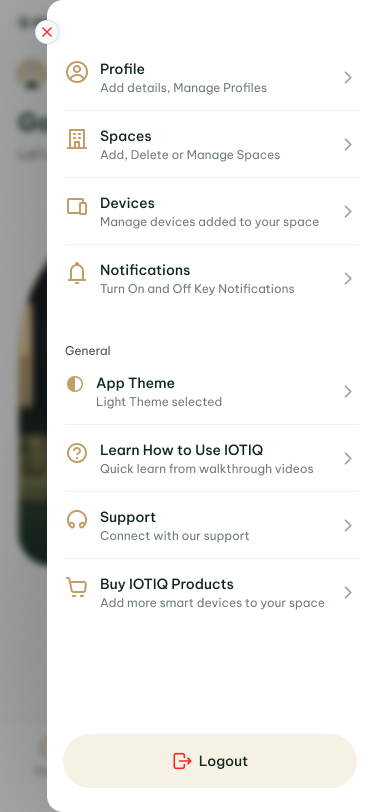 Profile
Add details, Manage Profiles
Spaces
Add, Delete or Manage Spaces
Devices
Manage devices added to your space
Notifications
Turn On and Off Key Notifications
General
App Theme
Light Theme selected
Learn How to Use IOTIQ
Quick learn from walkthrough videos
Support
Connect with our support
Buy IOTIQ Products
Add more smart devices to your space
Logout